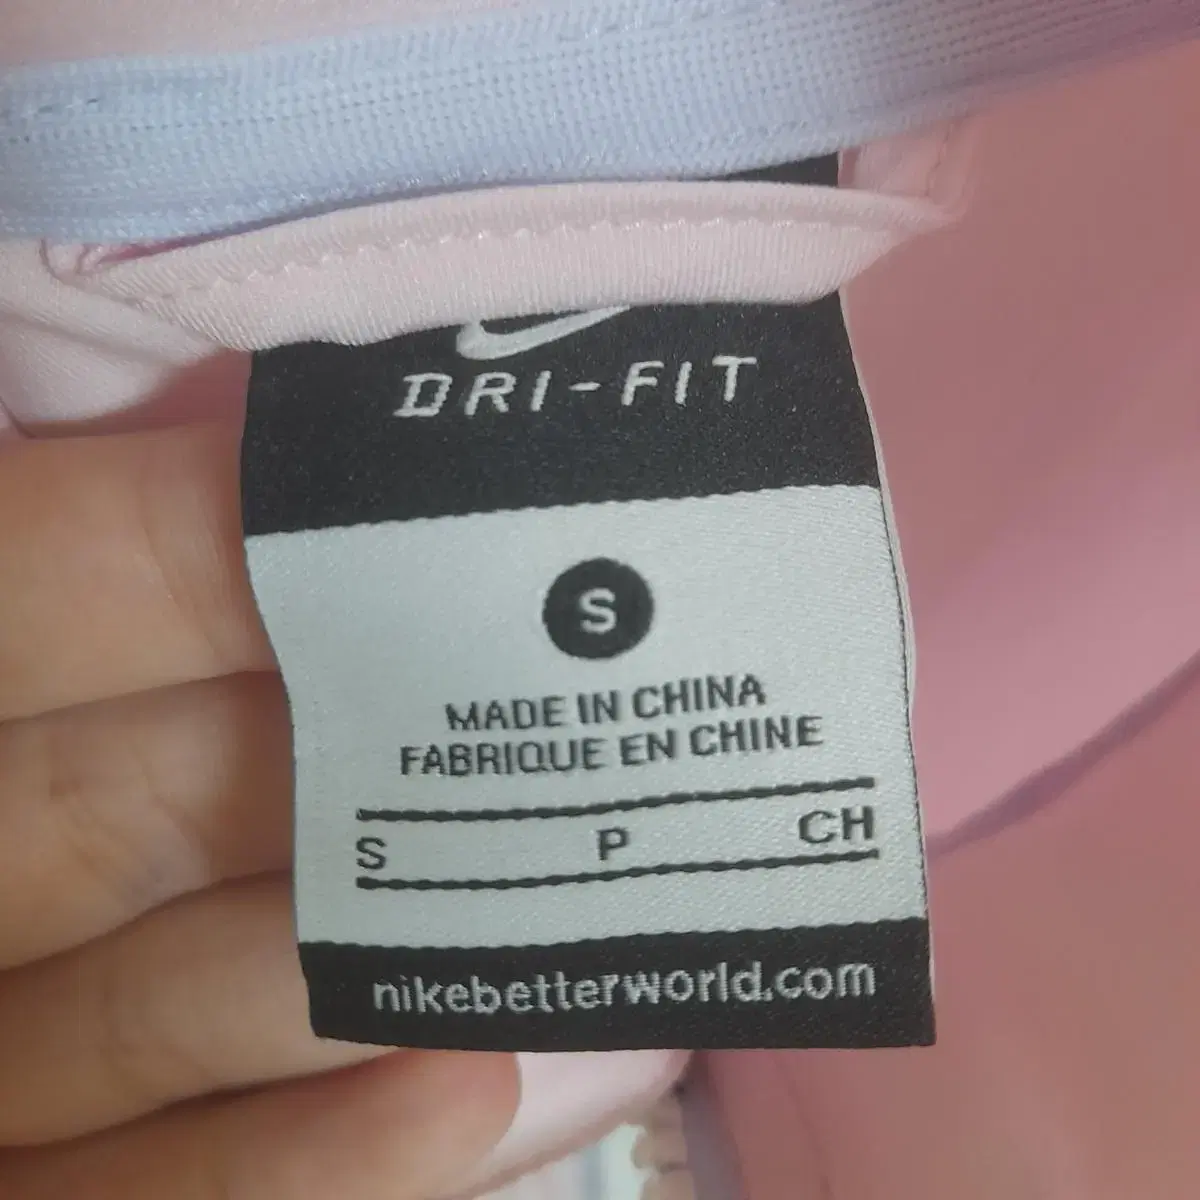 DRI-FIT
S
MADE IN CHINA
FABRIQUE EN CHINE
S P CH
nikebetterworld.com